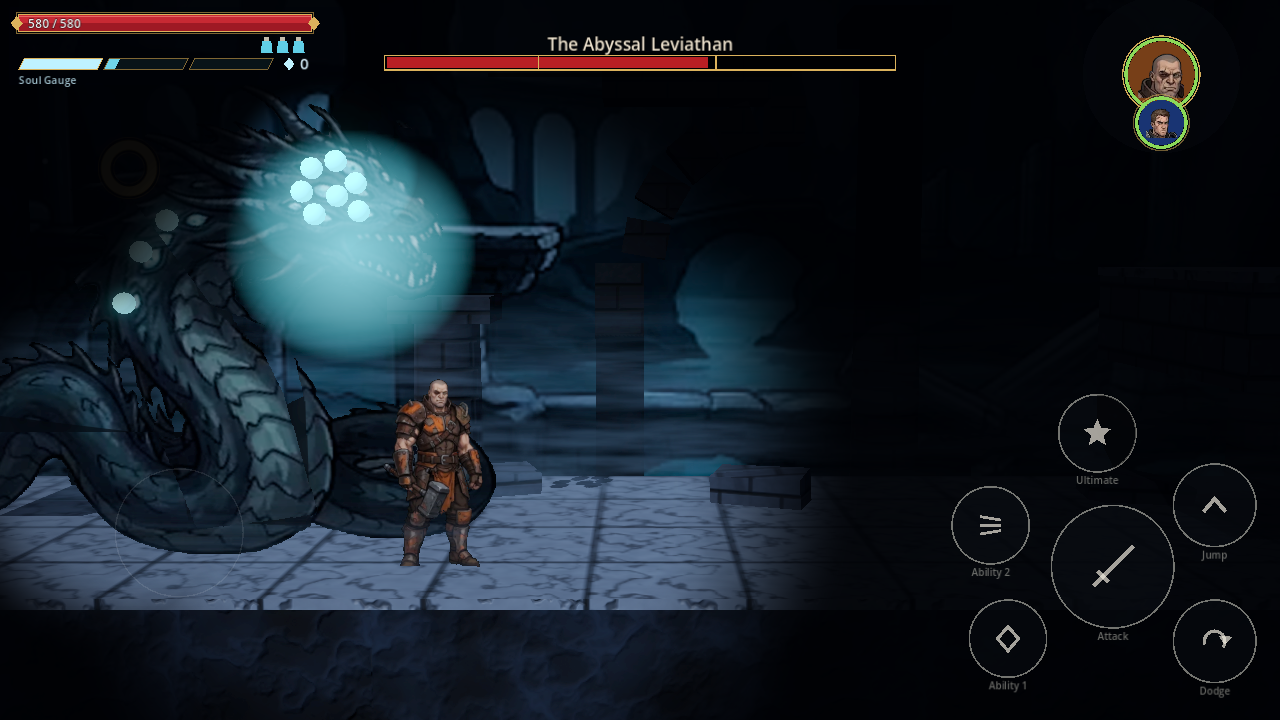 580 / 580
The Abyssal Leviathan
0
Soul Gauge
Ultimate
Jump
Ability 2
Attack
Ability 1
Dodge